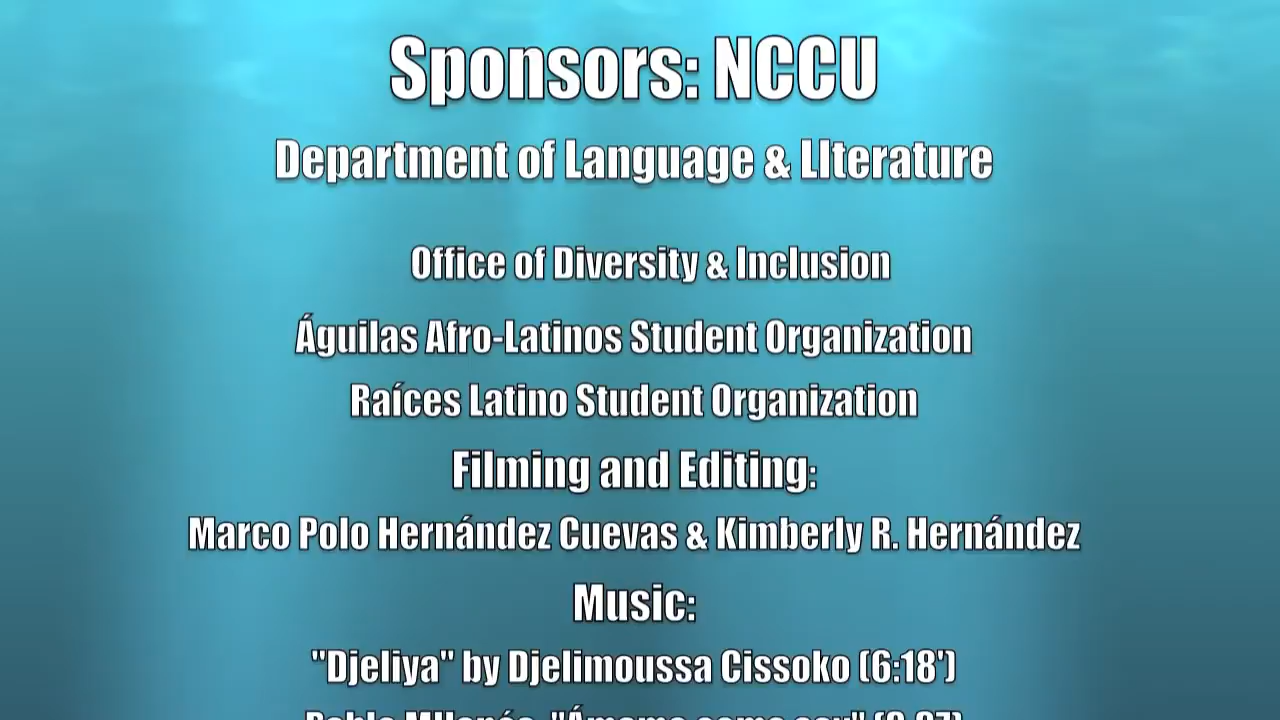 Sponsors: NCCU
Department of Language & LIterature
Office of Diversity & Inclusion
Águilas Afro-Latinos Student Organization
Raíces Latino Student Organization
Filming and Editing:
Marco Polo Hernández Cuevas & Kimberly R. Hernández
Music:
"Djeliya" by Djelimoussa Cissoko (6:18')